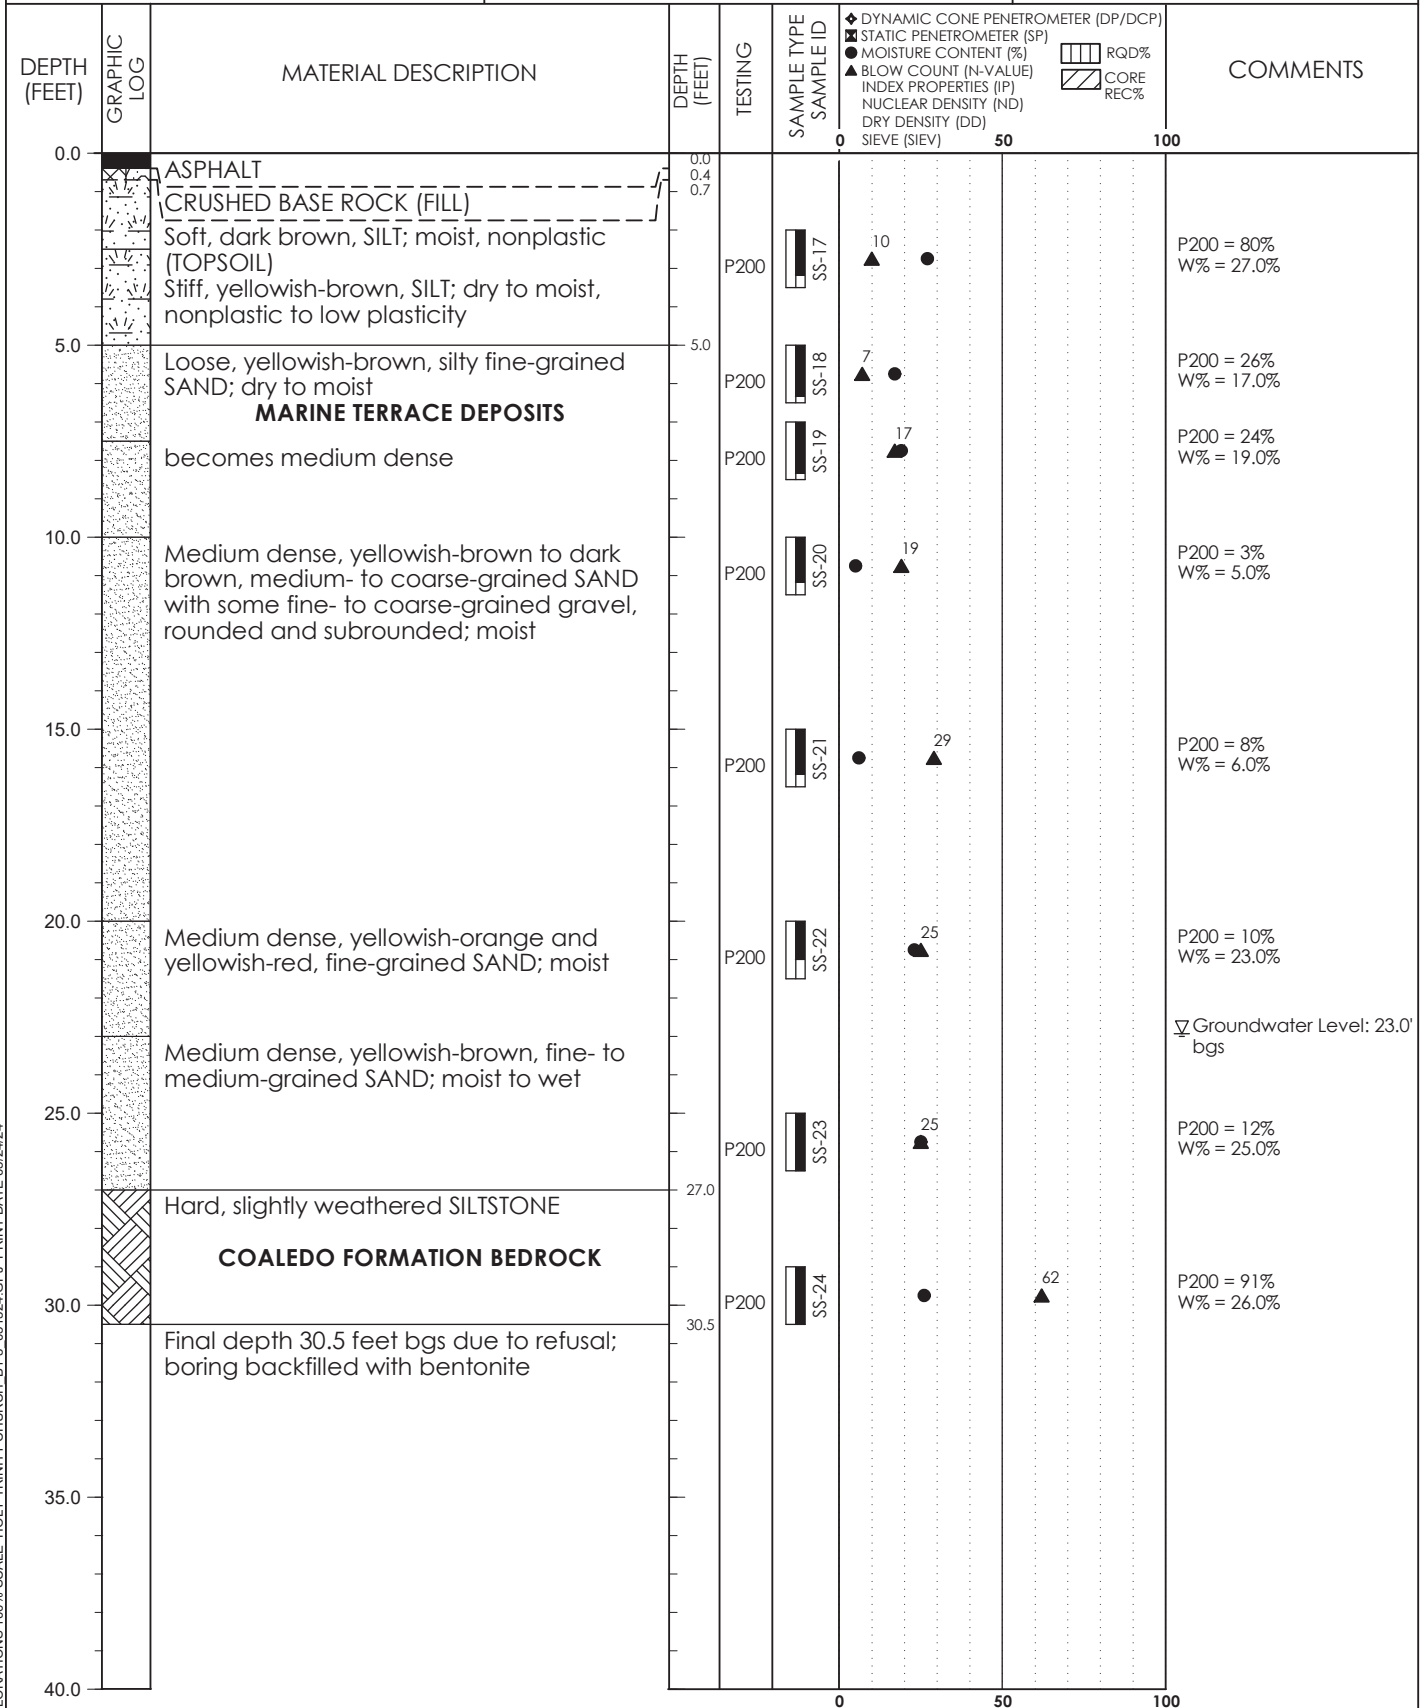 DEPTH
(FEET)
GRAPHIC
LOG
MATERIAL DESCRIPTION
DEPTH
(FEET)
TESTING
SAMPLE TYPE
SAMPLE ID
DYNAMIC CONE PENETROMETER (DP/DCP)
STATIC PENETROMETER (SP)
MOISTURE CONTENT (%)
BLOW COUNT (N-VALUE)
INDEX PROPERTIES (IP)
NUCLEAR DENSITY (ND)
DRY DENSITY (DD)
SIEVE (SIEV)
RQD%
CORE
REC%
0 50 100
COMMENTS
0.0
ASPHALT
0.0
0.4
0.7
CRUSHED BASE ROCK (FILL)
Soft, dark brown, SILT; moist, nonplastic
(TOPSOIL)
Stiff, yellowish-brown, SILT; dry to moist,
nonplastic to low plasticity
P200
SS-17
10
P200 = 80%
W% = 27.0%
5.0
5.0
Loose, yellowish-brown, silty fine-grained
SAND; dry to moist
MARINE TERRACE DEPOSITS
P200
SS-18
7
P200 = 26%
W% = 17.0%
becomes medium dense
P200
SS-19
17
P200 = 24%
W% = 19.0%
10.0
Medium dense, yellowish-brown to dark
brown, medium- to coarse-grained SAND
with some fine- to coarse-grained gravel,
rounded and subrounded; moist
P200
SS-20
19
P200 = 3%
W% = 5.0%
15.0
P200
SS-21
29
P200 = 8%
W% = 6.0%
20.0
Medium dense, yellowish-orange and
yellowish-red, fine-grained SAND; moist
P200
SS-22
25
P200 = 10%
W% = 23.0%
Groundwater Level: 23.0'
bgs
Medium dense, yellowish-brown, fine- to
medium-grained SAND; moist to wet
25.0
P200
SS-23
25
P200 = 12%
W% = 25.0%
27.0
Hard, slightly weathered SILTSTONE
COALEDO FORMATION BEDROCK
30.0
P200
SS-24
62
P200 = 91%
W% = 26.0%
30.5
Final depth 30.5 feet bgs due to refusal;
boring backfilled with bentonite
35.0
40.0
0 50 100